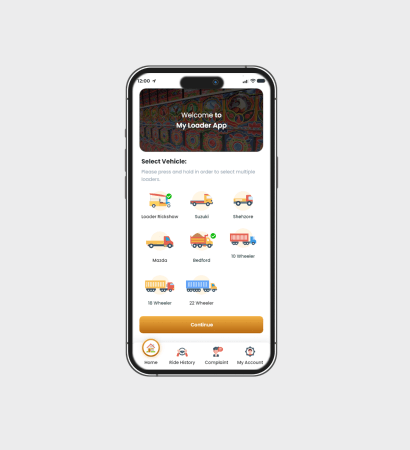 12:00
Welcome to
My Loader App
Select Vehicle:
Please press and hold in order to select multiple
loaders.
Loader Rickshaw
Suzuki
Shehzore
Mazda
Bedford
10 Wheeler
18 Wheeler
22 Wheeler
Continue
Home
Ride History
Complaint
My Account